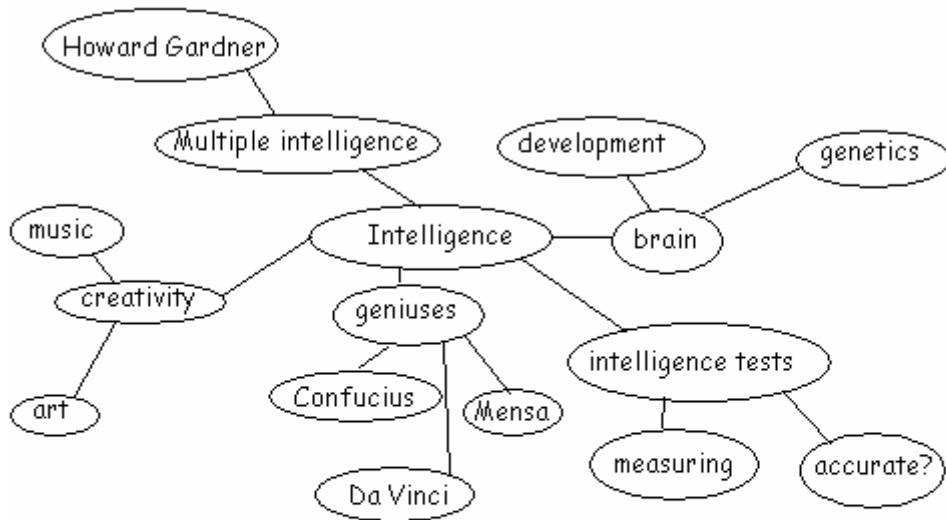 Howard Gardner
Multiple intelligence
development
genetics
music
Intelligence
brain
creativity
geniuses
intelligence tests
Confucius
Mensa
art
measuring
accurate?
Da Vinci